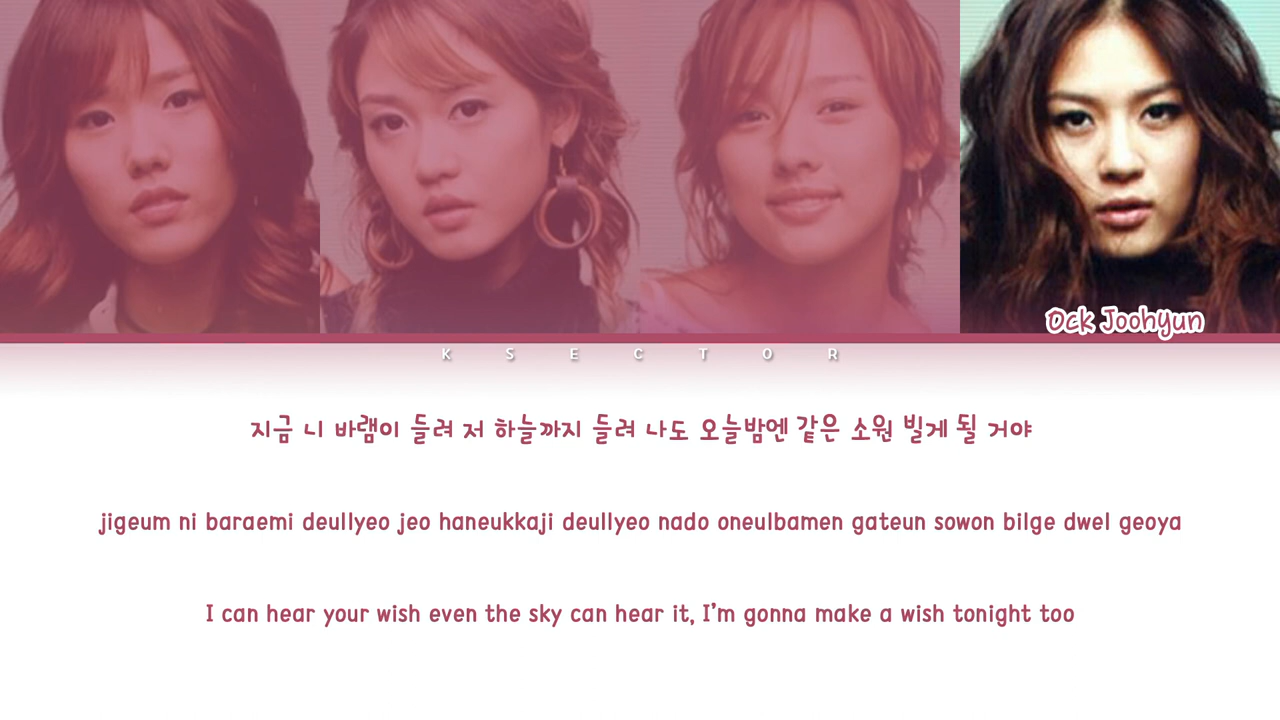 Ock Joohyun
K S E C T O R
지금 니 바램이 들려 저 하늘까지 들려 나도 오늘밤엔 같은 소원 빌게 될 거야
jigeum ni baraemi deullyeo jeo haneukkaji deullyeo nado oneulbamen gateun sowon bilge dwel geoya
I can hear your wish even the sky can hear it, I'm gonna make a wish tonight too